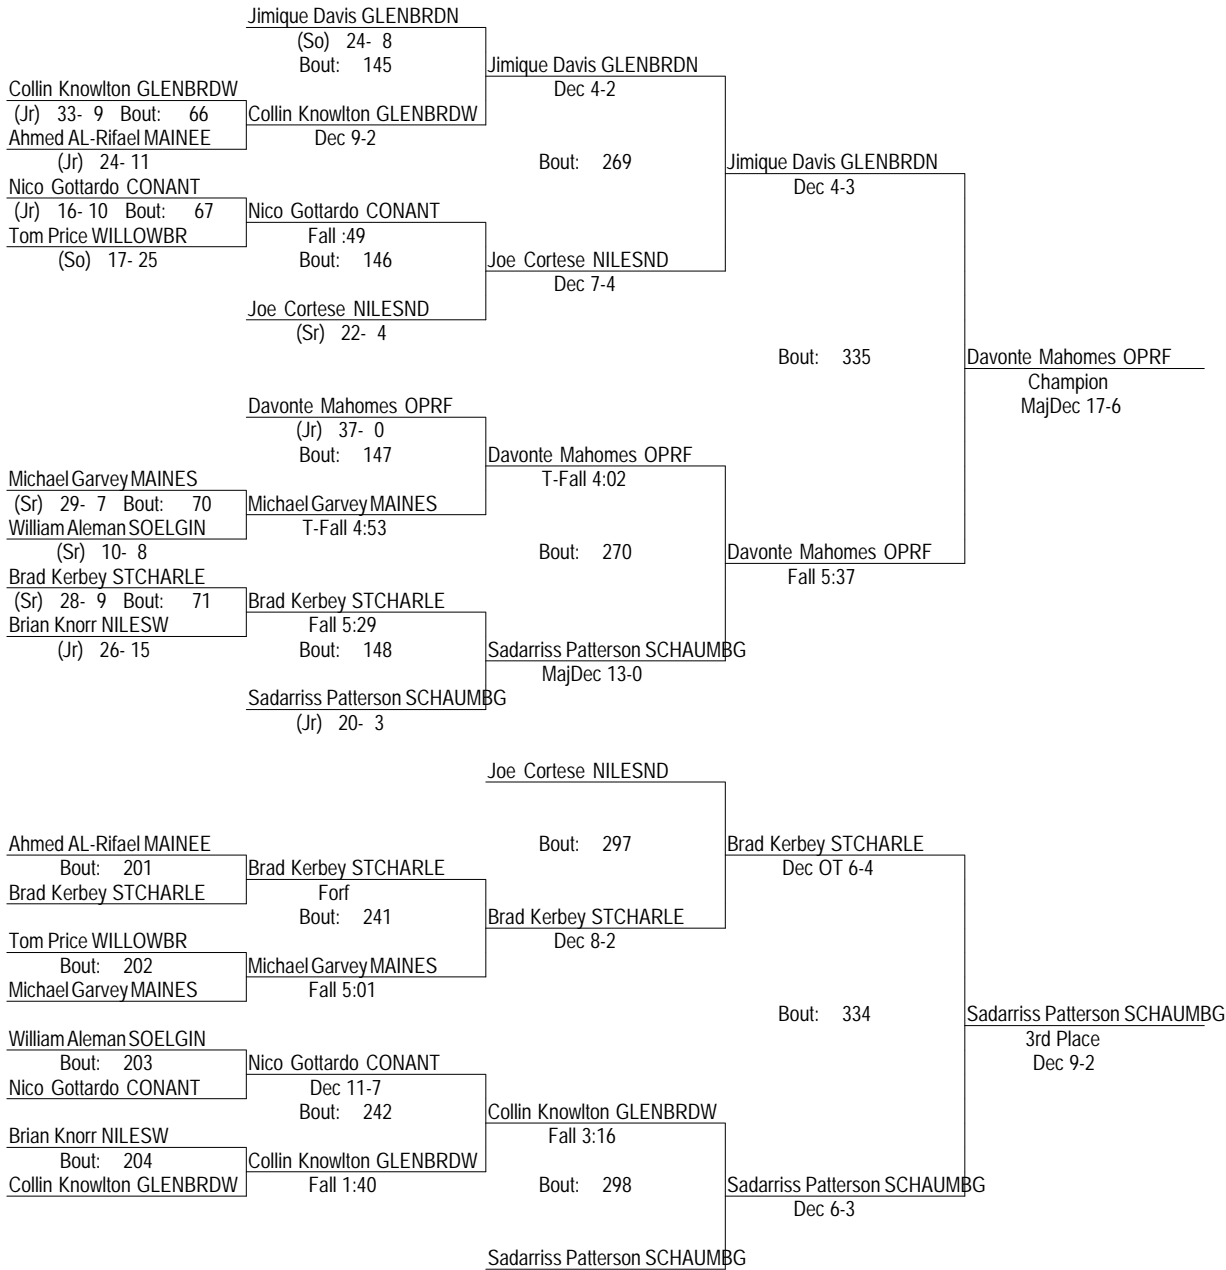 Jimique Davis GLENBRDN
(So) 24- 8
Bout: 145
Jimique Davis GLENBRDN
Dec 4-2
Collin Knowlton GLENBRDW
(Jr) 33- 9 Bout: 66
Collin Knowlton GLENBRDW
Ahmed AL-Rifael MAINEE
Dec 9-2
(Jr) 24- 11
Bout: 269
Jimique Davis GLENBRDN
Dec 4-3
Nico Gottardo CONANT
(Jr) 16- 10 Bout: 67
Nico Gottardo CONANT
Tom Price WILLOWBR
Fall :49
(So) 17- 25
Bout: 146
Joe Cortese NILESND
Dec 7-4
Joe Cortese NILESND
(Sr) 22- 4
Bout: 335
Davonte Mahomes OPRF
Champion
MajDec 17-6
Davonte Mahomes OPRF
(Jr) 37- 0
Bout: 147
Davonte Mahomes OPRF
T-Fall 4:02
Michael Garvey MAINES
(Sr) 29- 7 Bout: 70
Michael Garvey MAINES
William Aleman SOELGIN
T-Fall 4:53
(Sr) 10- 8
Bout: 270
Davonte Mahomes OPRF
Fall 5:37
Brad Kerbey STCHARLE
(Sr) 28- 9 Bout: 71
Brad Kerbey STCHARLE
Brian Knorr NILESW
Fall 5:29
(Jr) 26- 15
Bout: 148
Sadarriss Patterson SCHAUMBG
MajDec 13-0
Sadarriss Patterson SCHAUMBG
(Jr) 20- 3
Joe Cortese NILESND
Bout: 297
Brad Kerbey STCHARLE
Dec OT 6-4
Ahmed AL-Rifael MAINEE
Bout: 201
Brad Kerbey STCHARLE
Brad Kerbey STCHARLE
Forf
Bout: 241
Brad Kerbey STCHARLE
Dec 8-2
Tom Price WILLOWBR
Bout: 202
Michael Garvey MAINES
Michael Garvey MAINES
Fall 5:01
Bout: 334
Sadarriss Patterson SCHAUMBG
3rd Place
Dec 9-2
William Aleman SOELGIN
Bout: 203
Nico Gottardo CONANT
Nico Gottardo CONANT
Dec 11-7
Bout: 242
Collin Knowlton GLENBRDW
Fall 3:16
Brian Knorr NILESW
Bout: 204
Collin Knowlton GLENBRDW
Collin Knowlton GLENBRDW
Fall 1:40
Bout: 298
Sadarriss Patterson SCHAUMBG
Dec 6-3
Sadarriss Patterson SCHAUMBG